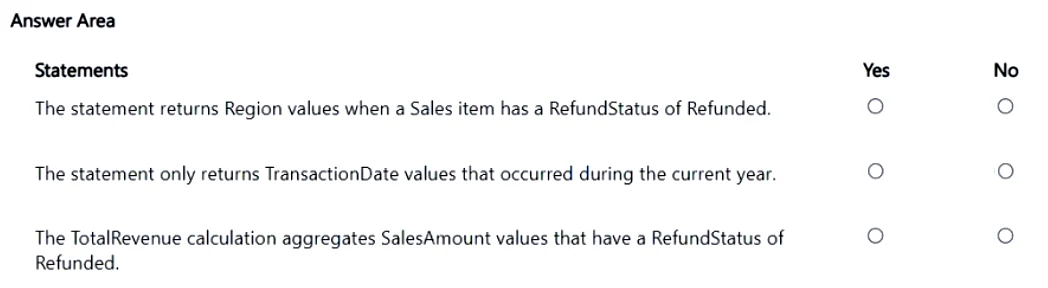 Answer Area
Statements Yes No
The statement returns Region values when a Sales item has a RefundStatus of Refunded.
The statement only returns TransactionDate values that occurred during the current year.
The TotalRevenue calculation aggregates SalesAmount values that have a RefundStatus of
Refunded.